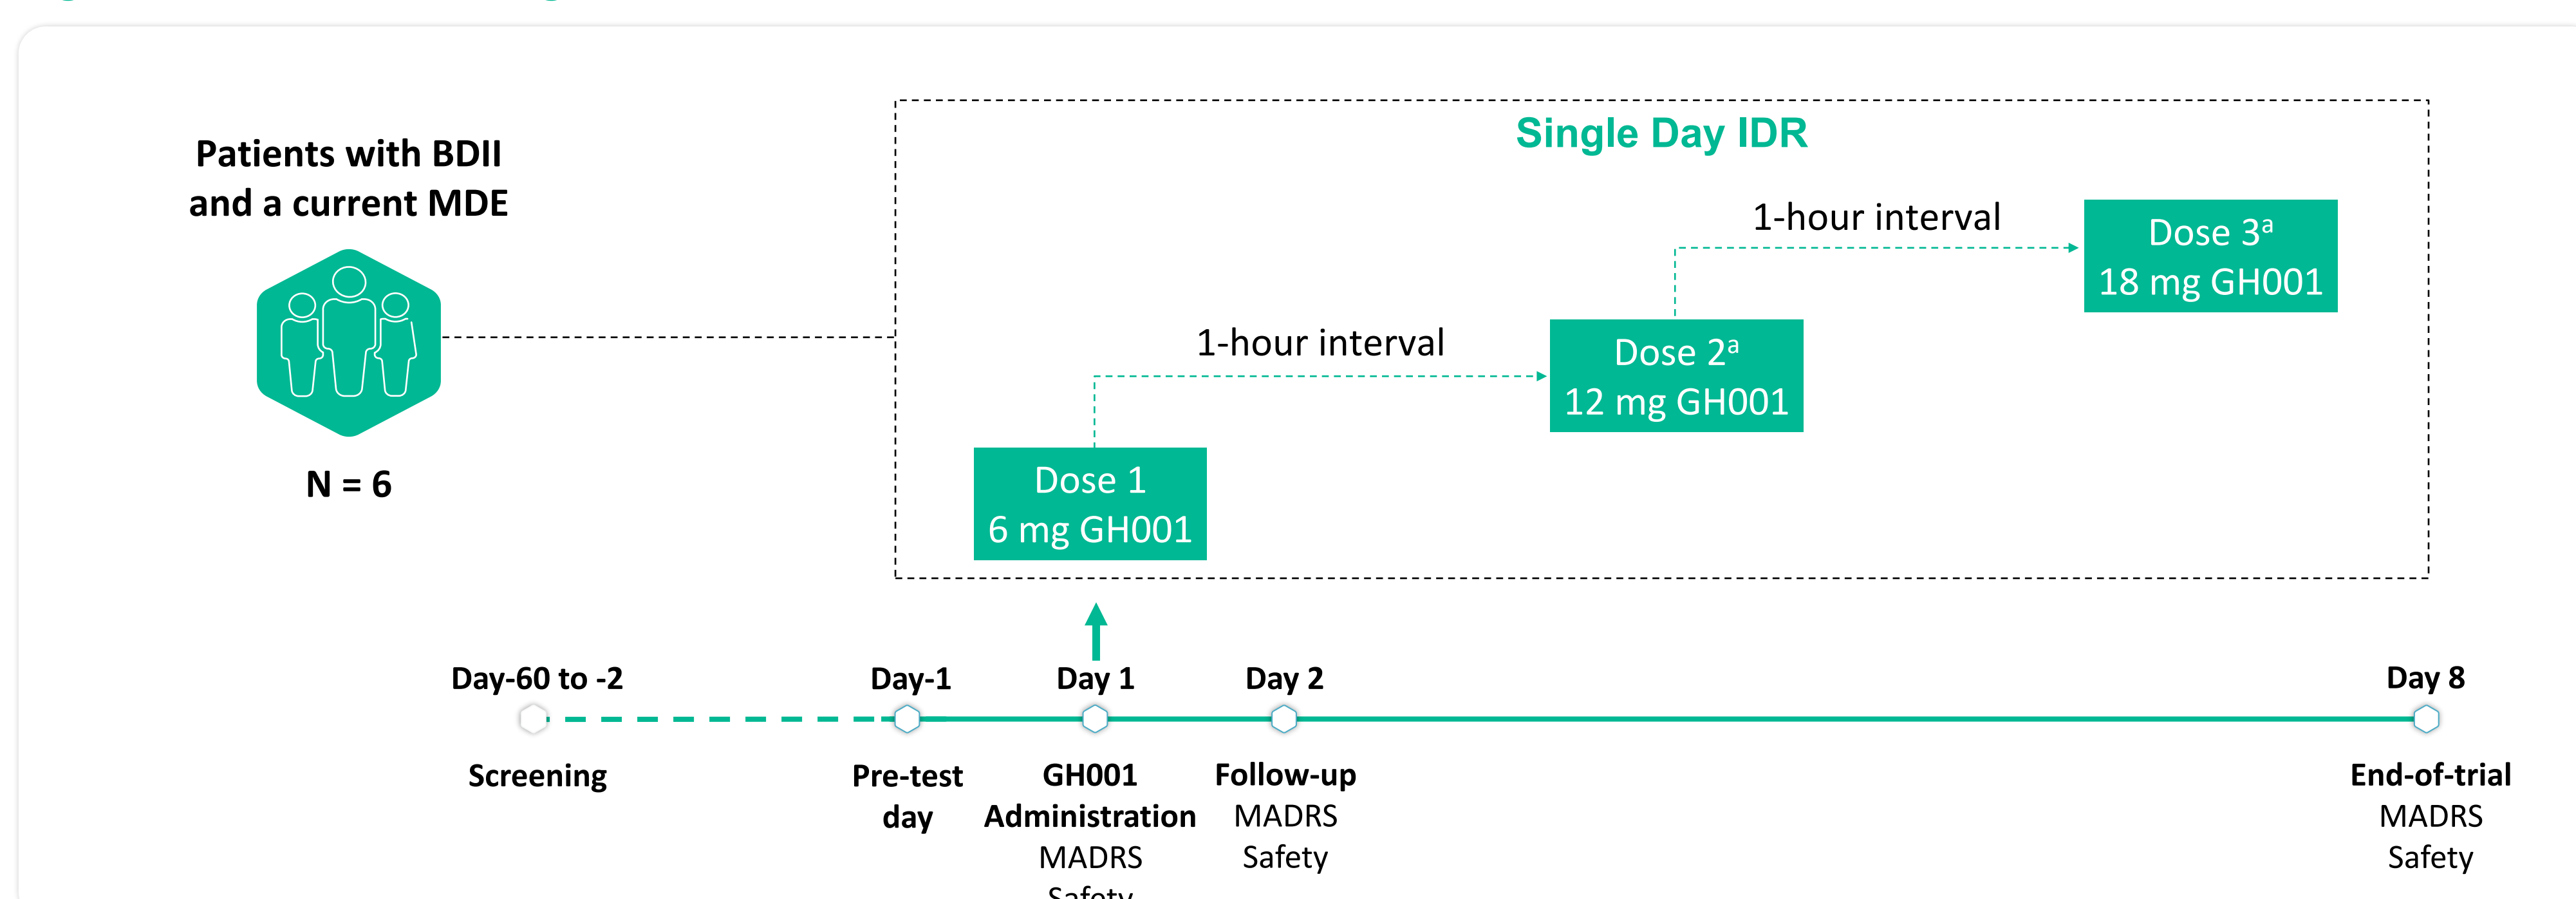 Patients with BDII
and a current MDE
N = 6
Single Day IDR
1-hour interval
Dose 3ᵃ
18 mg GH001
1-hour interval
Dose 2ᵃ
12 mg GH001
Dose 1
6 mg GH001
Day-60 to -2
Day-1
Day 1
Day 2
Day 8
Screening
Pre-test
day
GH001
Administration
MADRS
Safety
Follow-up
MADRS
Safety
End-of-trial
MADRS
Safety